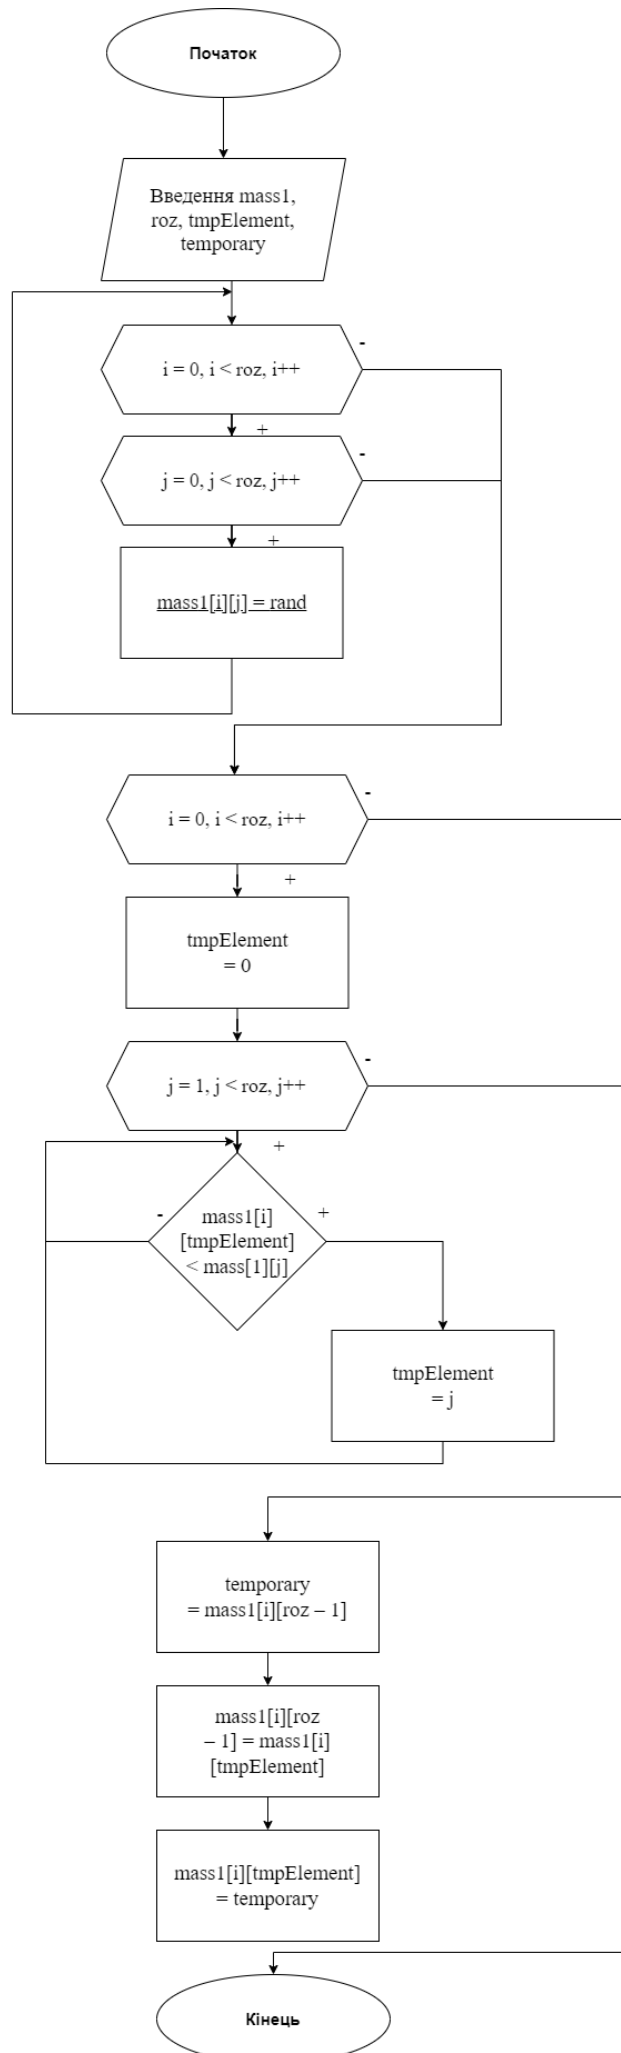 Початок
Введення mass1,
roz, tmpElement,
temporary
-
i = 0, i < roz, i++
+
-
j = 0, j < roz, j++
+
mass1[i][j] = rand
-
i = 0, i < roz, i++
+
tmpElement
= 0
-
j = 1, j < roz, j++
+
-
+
mass1[i]
[tmpElement]
< mass[1][j]
tmpElement
= j
temporary
= mass1[i][roz – 1]
mass1[i][roz
– 1] = mass1[i]
[tmpElement]
mass1[i][tmpElement]
= temporary
Кінець